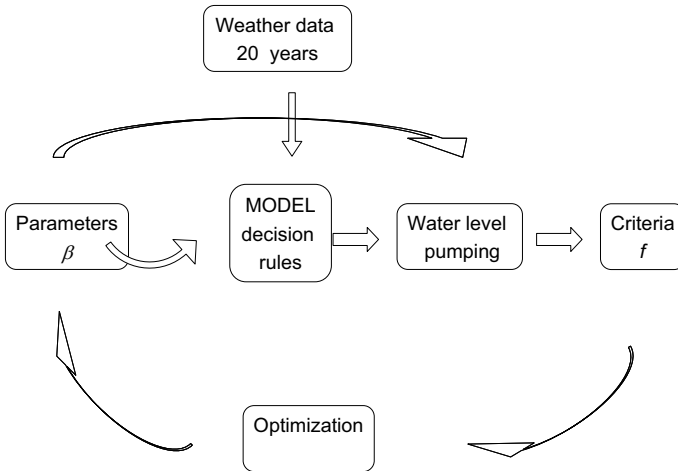 Weather data
20 years
Parameters
β
MODEL
decision
rules
Water level
pumping
Criteria
f
Optimization